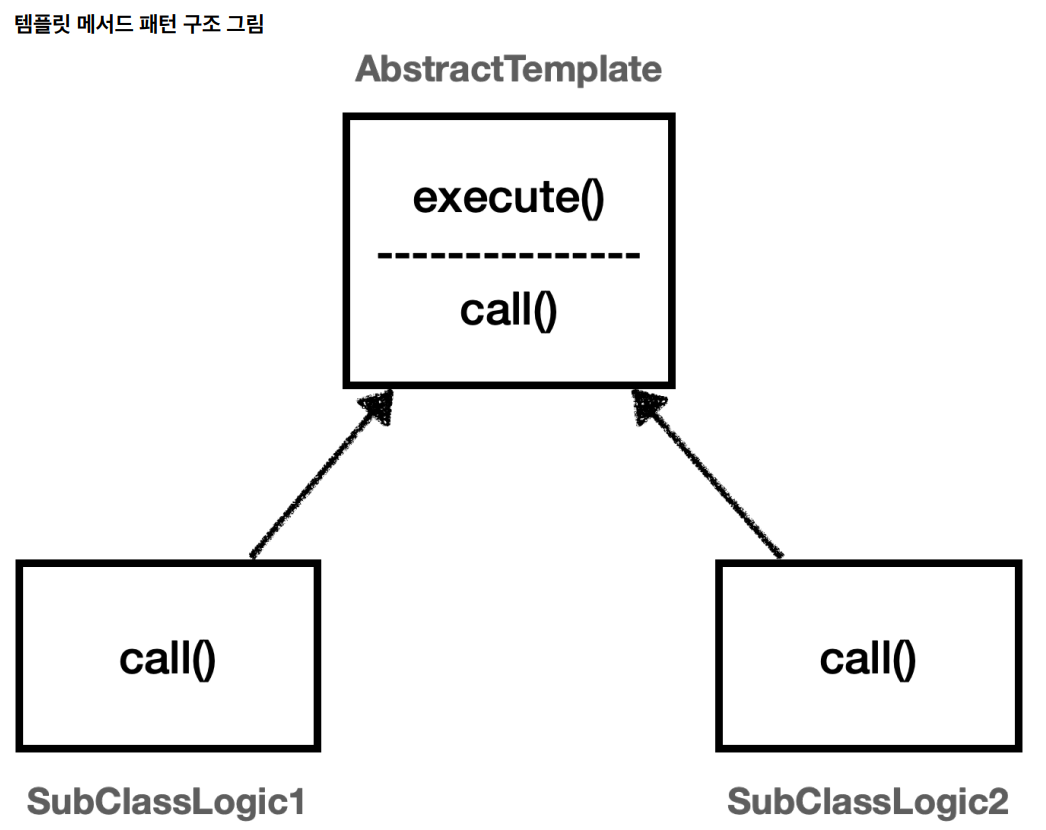 템플릿 메서드 패턴 구조 그림
AbstractTemplate
execute()
call()
call()
call()
SubClassLogic1
SubClassLogic2